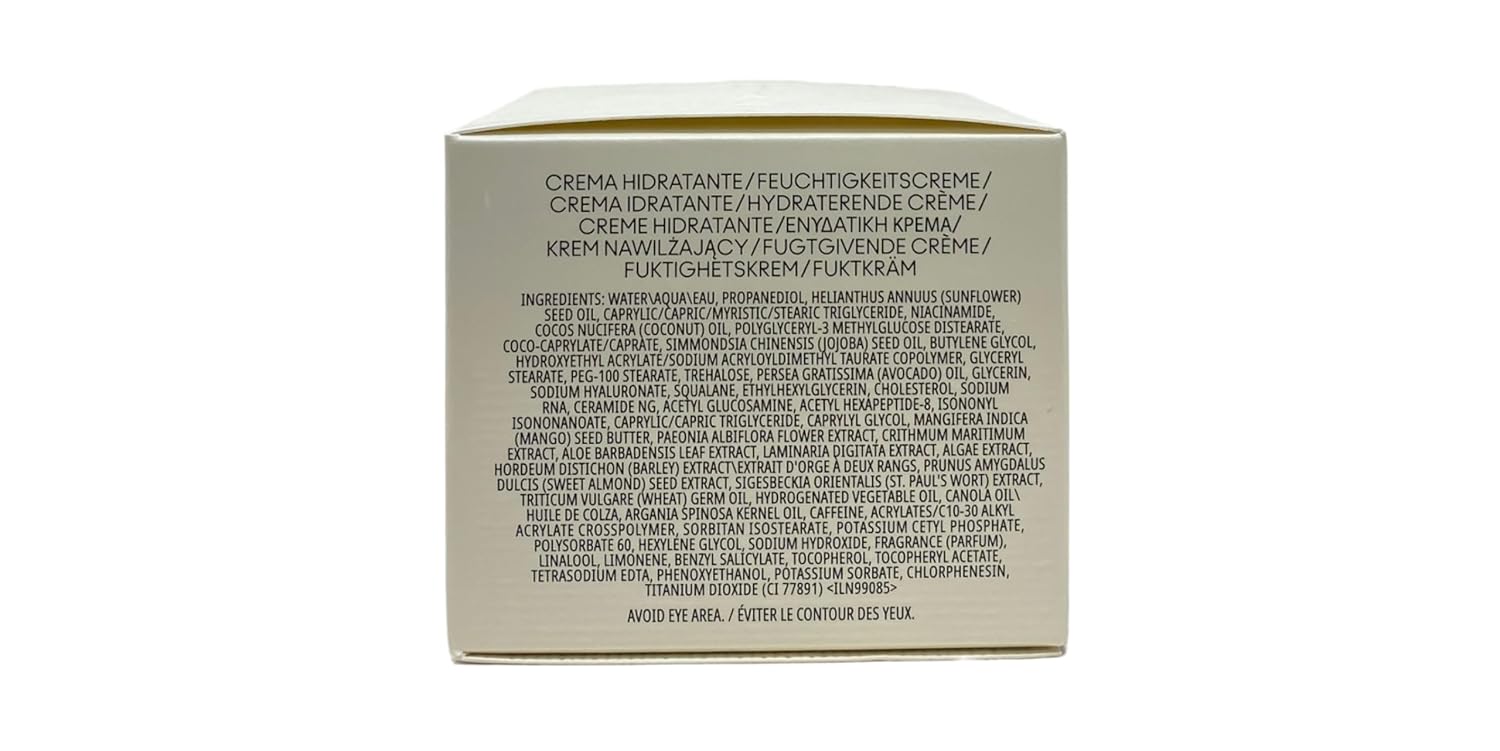 CREMA HIDRATANTE/FEUCHTIGKEITSCREME/
CREMA IDRATANTE/HYDRATERENDE CRÈME/
CREME HIDRATANTE/ΕΝΥΔΑΤΙΚΗ ΚΡΕΜΑ/
KREM NAWILŻAJĄCY/FUGTGIVENDE CRÈME/
FUKTIGHETSKREM/FUKTKRÄM
INGREDIENTS: WATER\AQUA\EAU, PROPANEDIOL, HELIANTHUS ANNUUS (SUNFLOWER)
SEED OIL, CAPRYLIC/CAPRIC/MYRISTIC/STEARIC TRIGLYCERIDE, NIACINAMIDE,
COCOS NUCIFERA (COCONUT) OIL, POLYGLYCERYL-3 METHYLGLUCOSE DISTEARATE,
COCO-CAPRYLATE/CAPRATE, SIMMONDSIA CHINENSIS (JOJOBA) SEED OIL, BUTYLENE GLYCOL,
HYDROXYETHYL ACRYLATE/SODIUM ACRYLOYLDIMETHYL TAURATE COPOLYMER, GLYCERYL
STEARATE, PEG-100 STEARATE, TREHALOSE, PERSEA GRATISSIMA (AVOCADO) OIL, GLYCERIN,
SODIUM HYALURONATE, SQUALANE, ETHYLHEXYLGLYCERIN, CHOLESTEROL, SODIUM
RNA, CERAMIDE NG, ACETYL GLUCOSAMINE, ACETYL HEXAPEPTIDE-8, ISONONYL
ISONONANOATE, CAPRYLIC/CAPRIC TRIGLYCERIDE, CAPRYLYL GLYCOL, MANGIFERA INDICA
(MANGO) SEED BUTTER, PAEONIA ALBIFLORA FLOWER EXTRACT, CRITHMUM MARITIMUM
EXTRACT, ALOE BARBADENSIS LEAF EXTRACT, LAMINARIA DIGITATA EXTRACT, ALGAE EXTRACT,
HORDEUM DISTICHON (BARLEY) EXTRACT\EXTRAIT D'ORGE À DEUX RANGS, PRUNUS AMYGDALUS
DULCIS (SWEET ALMOND) SEED EXTRACT, SIGESBECKIA ORIENTALIS (ST. PAUL'S WORT) EXTRACT,
TRITICUM VULGARE (WHEAT) GERM OIL, HYDROGENATED VEGETABLE OIL, CANOLA OIL\
HUILE DE COLZA, ARGANIA SPINOSA KERNEL OIL, CAFFEINE, ACRYLATES/C10-30 ALKYL
ACRYLATE CROSSPOLYMER, SORBITAN ISOSTEARATE, POTASSIUM CETYL PHOSPHATE,
POLYSORBATE 60, HEXYLENE GLYCOL, SODIUM HYDROXIDE, FRAGRANCE (PARFUM),
LINALOOL, LIMONENE, BENZYL SALICYLATE, TOCOPHEROL, TOCOPHERYL ACETATE,
TETRASODIUM EDTA, PHENOXYETHANOL, POTASSIUM SORBATE, CHLORPHENESIN,
TITANIUM DIOXIDE (CI 77891) <ILN99085>
AVOID EYE AREA. / ÉVITER LE CONTOUR DES YEUX.